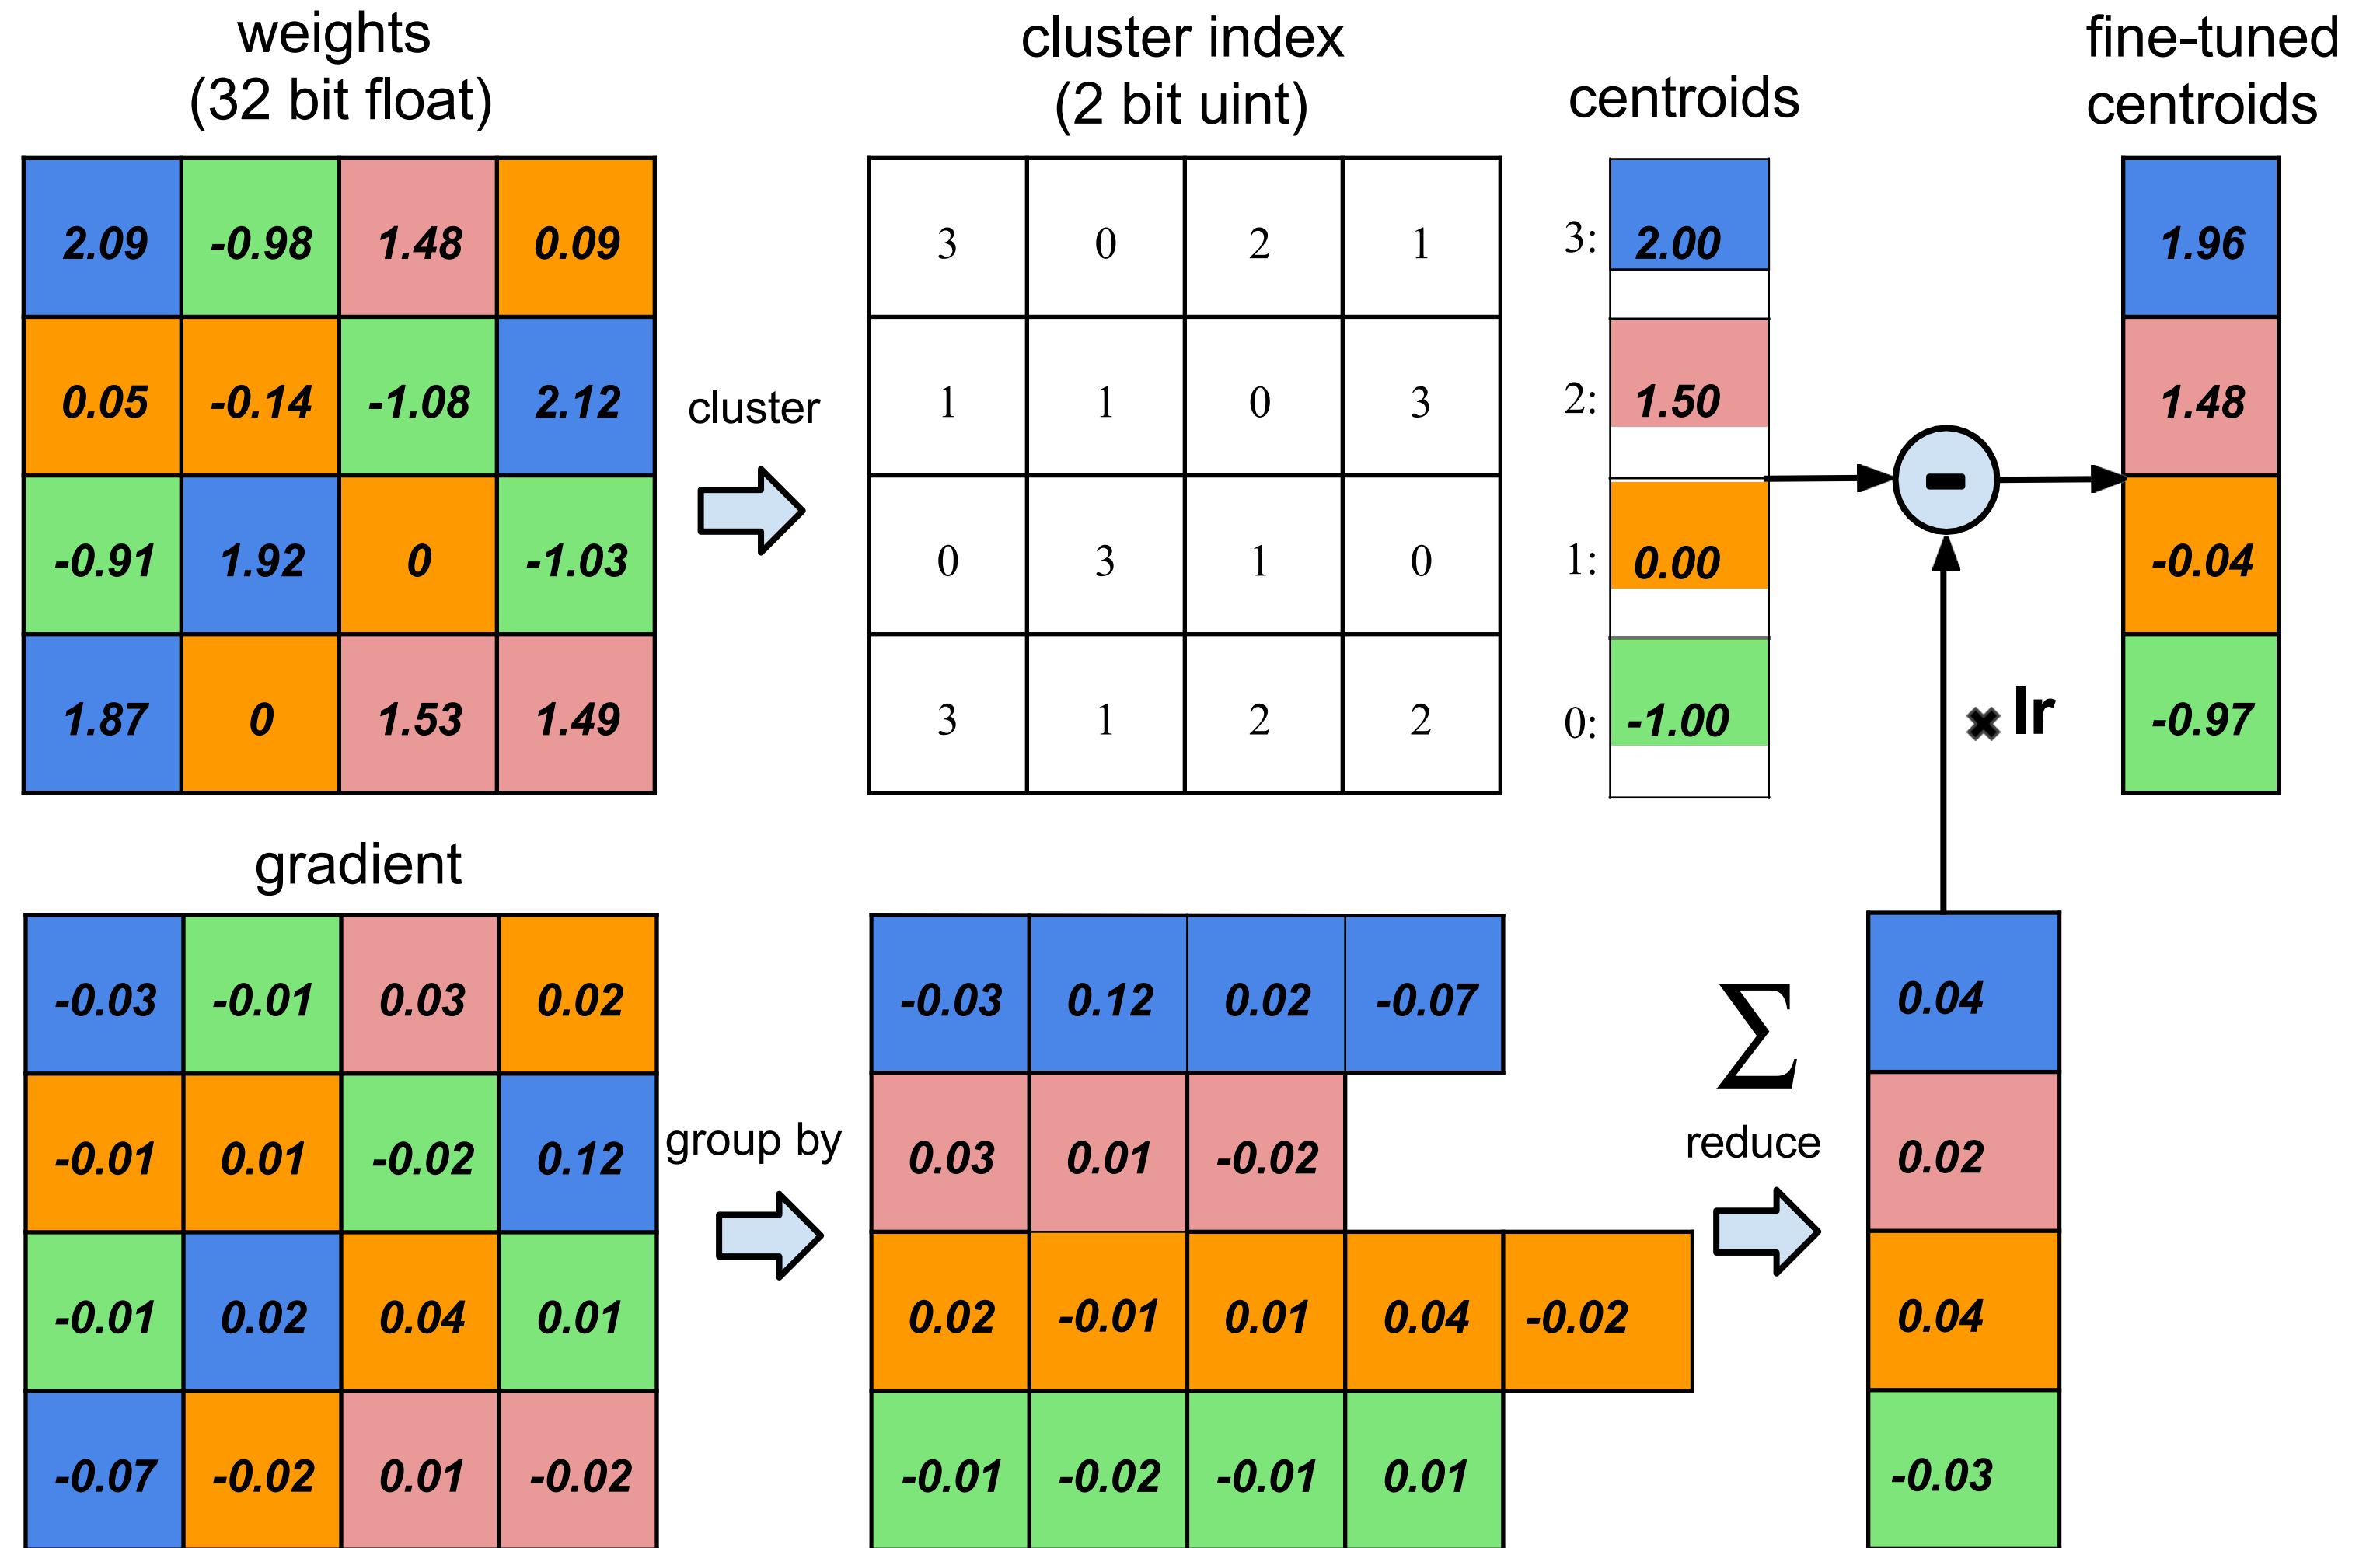 weights
(32 bit float)
cluster index
(2 bit uint)
centroids
fine-tuned
centroids
2.09 -0.98 1.48 0.09
0.05 -0.14 -1.08 2.12
-0.91 1.92 0 -1.03
1.87 0 1.53 1.49
cluster
3 0 2 1
1 1 0 3
0 3 1 0
3 1 2 2
3: 2.00
2: 1.50
1: 0.00
0: -1.00
-
× lr
1.96
1.48
-0.04
-0.97
gradient
-0.03 -0.01 0.03 0.02
-0.01 0.01 -0.02 0.12
-0.01 0.02 0.04 0.01
-0.07 -0.02 0.01 -0.02
group by
-0.03 0.12 0.02 -0.07
0.03 0.01 -0.02
0.02 -0.01 0.01 0.04 -0.02
-0.01 -0.02 -0.01 0.01
∑
reduce
0.04
0.02
0.04
-0.03